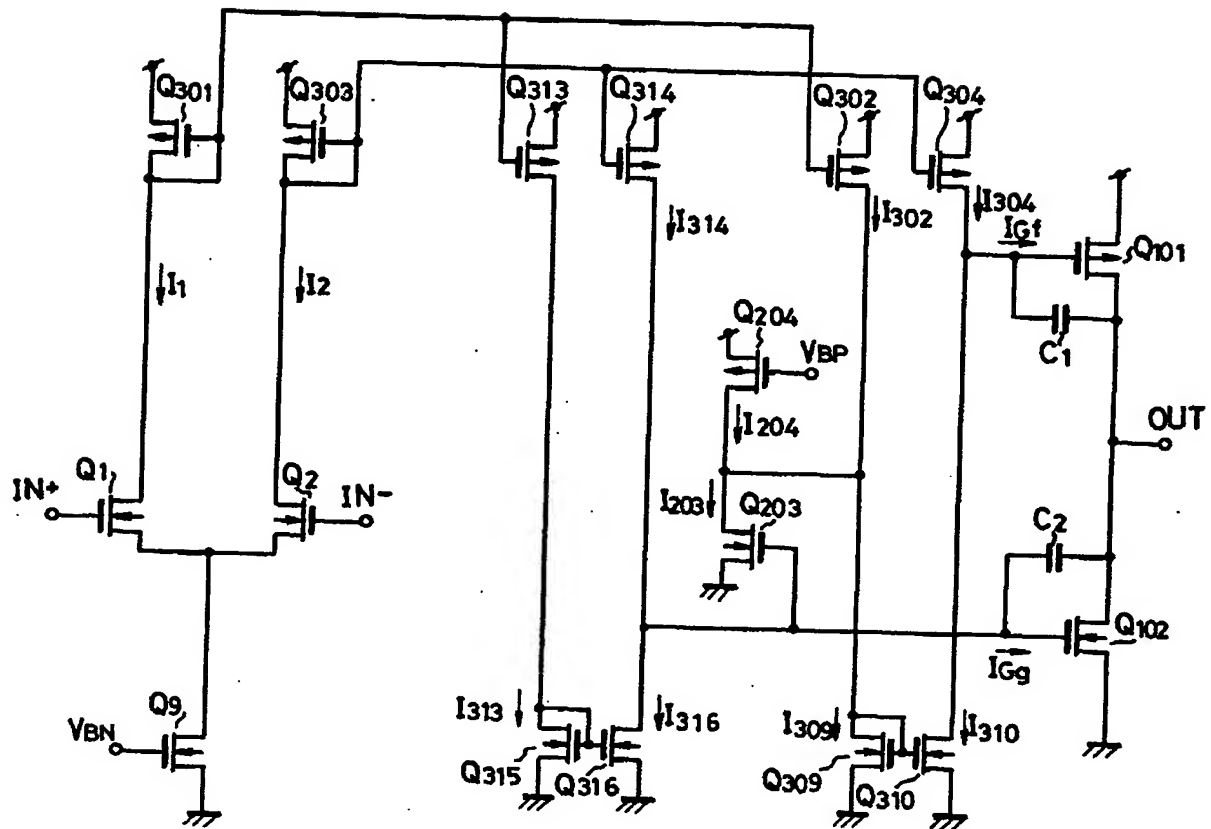 Q301
Q303
Q313
Q314
Q302
Q304
I314
I302
I304
IGf
Q101
I1
I2
Q204
VBP
C1
I204
OUT
Q1
Q2
IN+
IN-
I203
Q203
C2
Q102
IGg
Q9
VBN
I313
I316
I309
I310
Q315
Q316
Q309
Q310